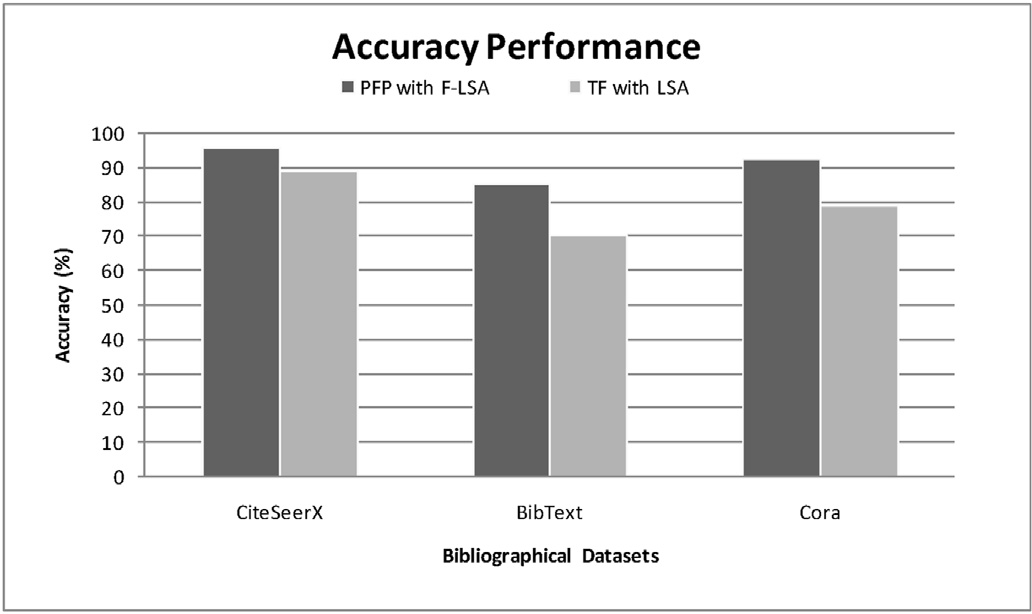 Accuracy Performance
PFP with F-LSA TF with LSA
100
90
80
70
60
50
40
30
20
10
0
Accuracy (%)
CiteSeerX BibText Cora
Bibliographical Datasets